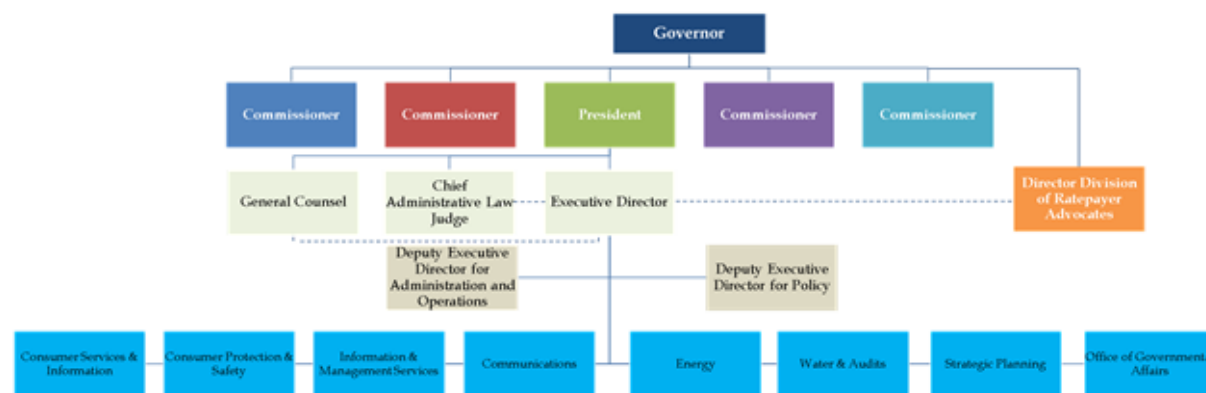 Governor
Commissioner
Commissioner
President
Commissioner
Commissioner
General Counsel
Chief
Administrative Law
Judge
Executive Director
Director Division
of Ratepayer
Advocates
Deputy Executive
Director for
Administration and
Operations
Deputy Executive
Director for Policy
Consumer Services &
Information
Consumer Protection &
Safety
Information &
Management Services
Communications
Energy
Water & Audits
Strategic Planning
Office of Government
Affairs